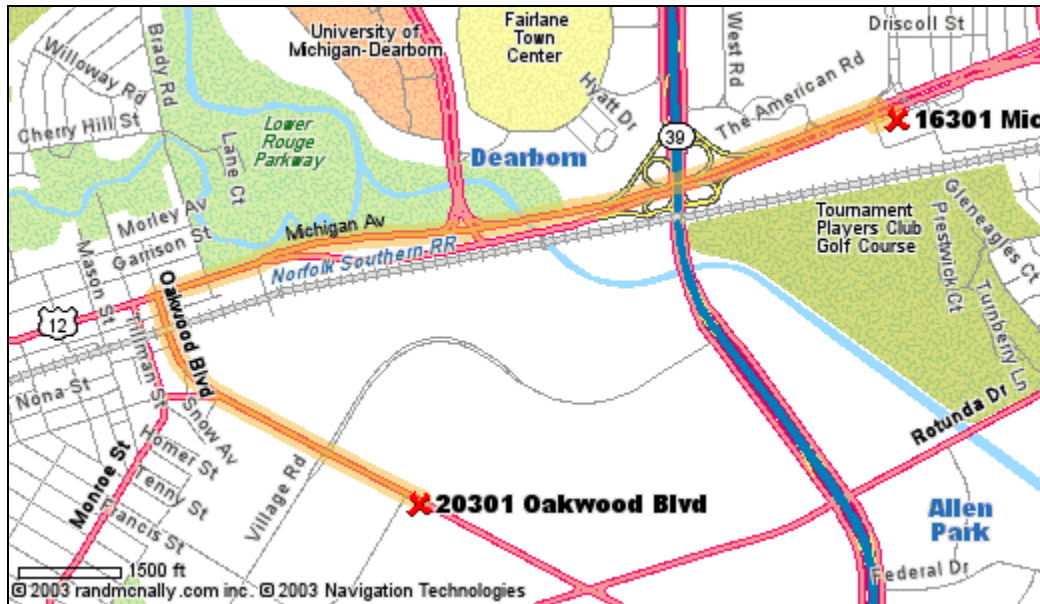 University of
Michigan-Dearborn
Fairlane
Town
Center
Hyatt Dr
West Rd
Driscoll St
The American Rd
16301 Mic
Brady Rd
Willoway Rd
Cherry Hill St
Lane Ct
Lower
Rouge
Parkway
Dearborn
39
Morley Av
Garrison St
Mason St
Michigan Av
Norfolk Southern RR
Tournament
Players Club
Golf Course
Gleneagles Ct
Prestwick Ct
Turnberry Ln
12
Oakwood Blvd
Tillman St
Nona St
Snow Av
Homer St
Tenny St
Francis St
Monroe St
Village Rd
20301 Oakwood Blvd
Rotunda Dr
Allen
Park
Federal Dr
1500 ft
© 2003 randmcnally.com inc. © 2003 Navigation Technologies